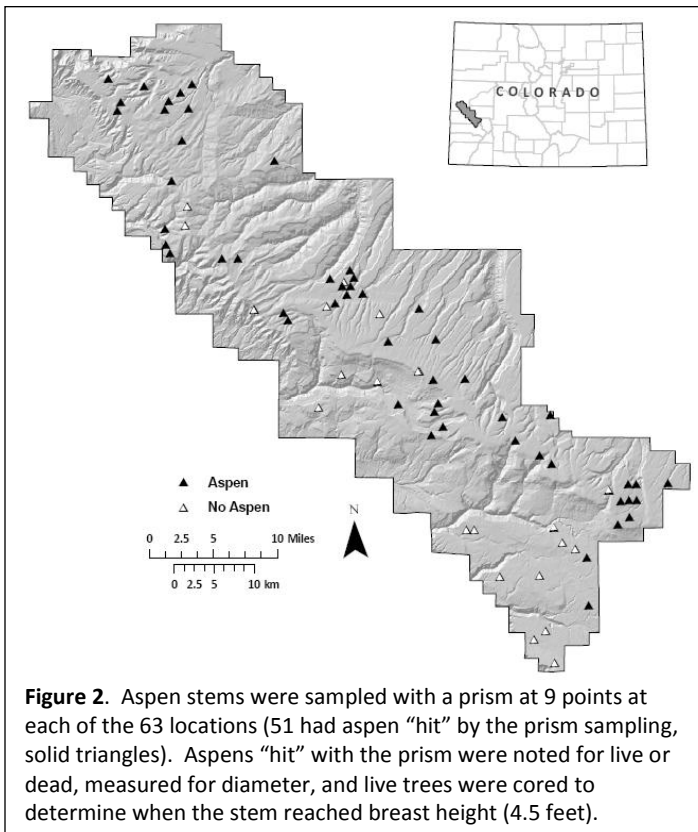 COLORADO
Aspen
No Aspen
N
0 2.5 5 10 Miles
0 2.5 5 10 km
Figure 2. Aspen stems were sampled with a prism at 9 points at
each of the 63 locations (51 had aspen “hit” by the prism sampling,
solid triangles). Aspens “hit” with the prism were noted for live or
dead, measured for diameter, and live trees were cored to
determine when the stem reached breast height (4.5 feet).